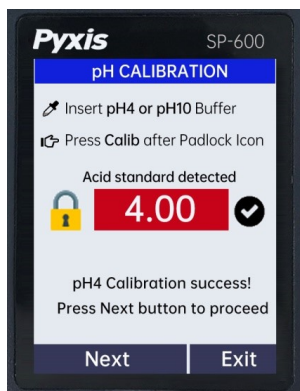 Pyxis SP-600
pH CALIBRATION
Insert pH4 or pH10 Buffer
Press Calib after Padlock Icon
Acid standard detected
4.00
pH4 Calibration success!
Press Next button to proceed
Next Exit